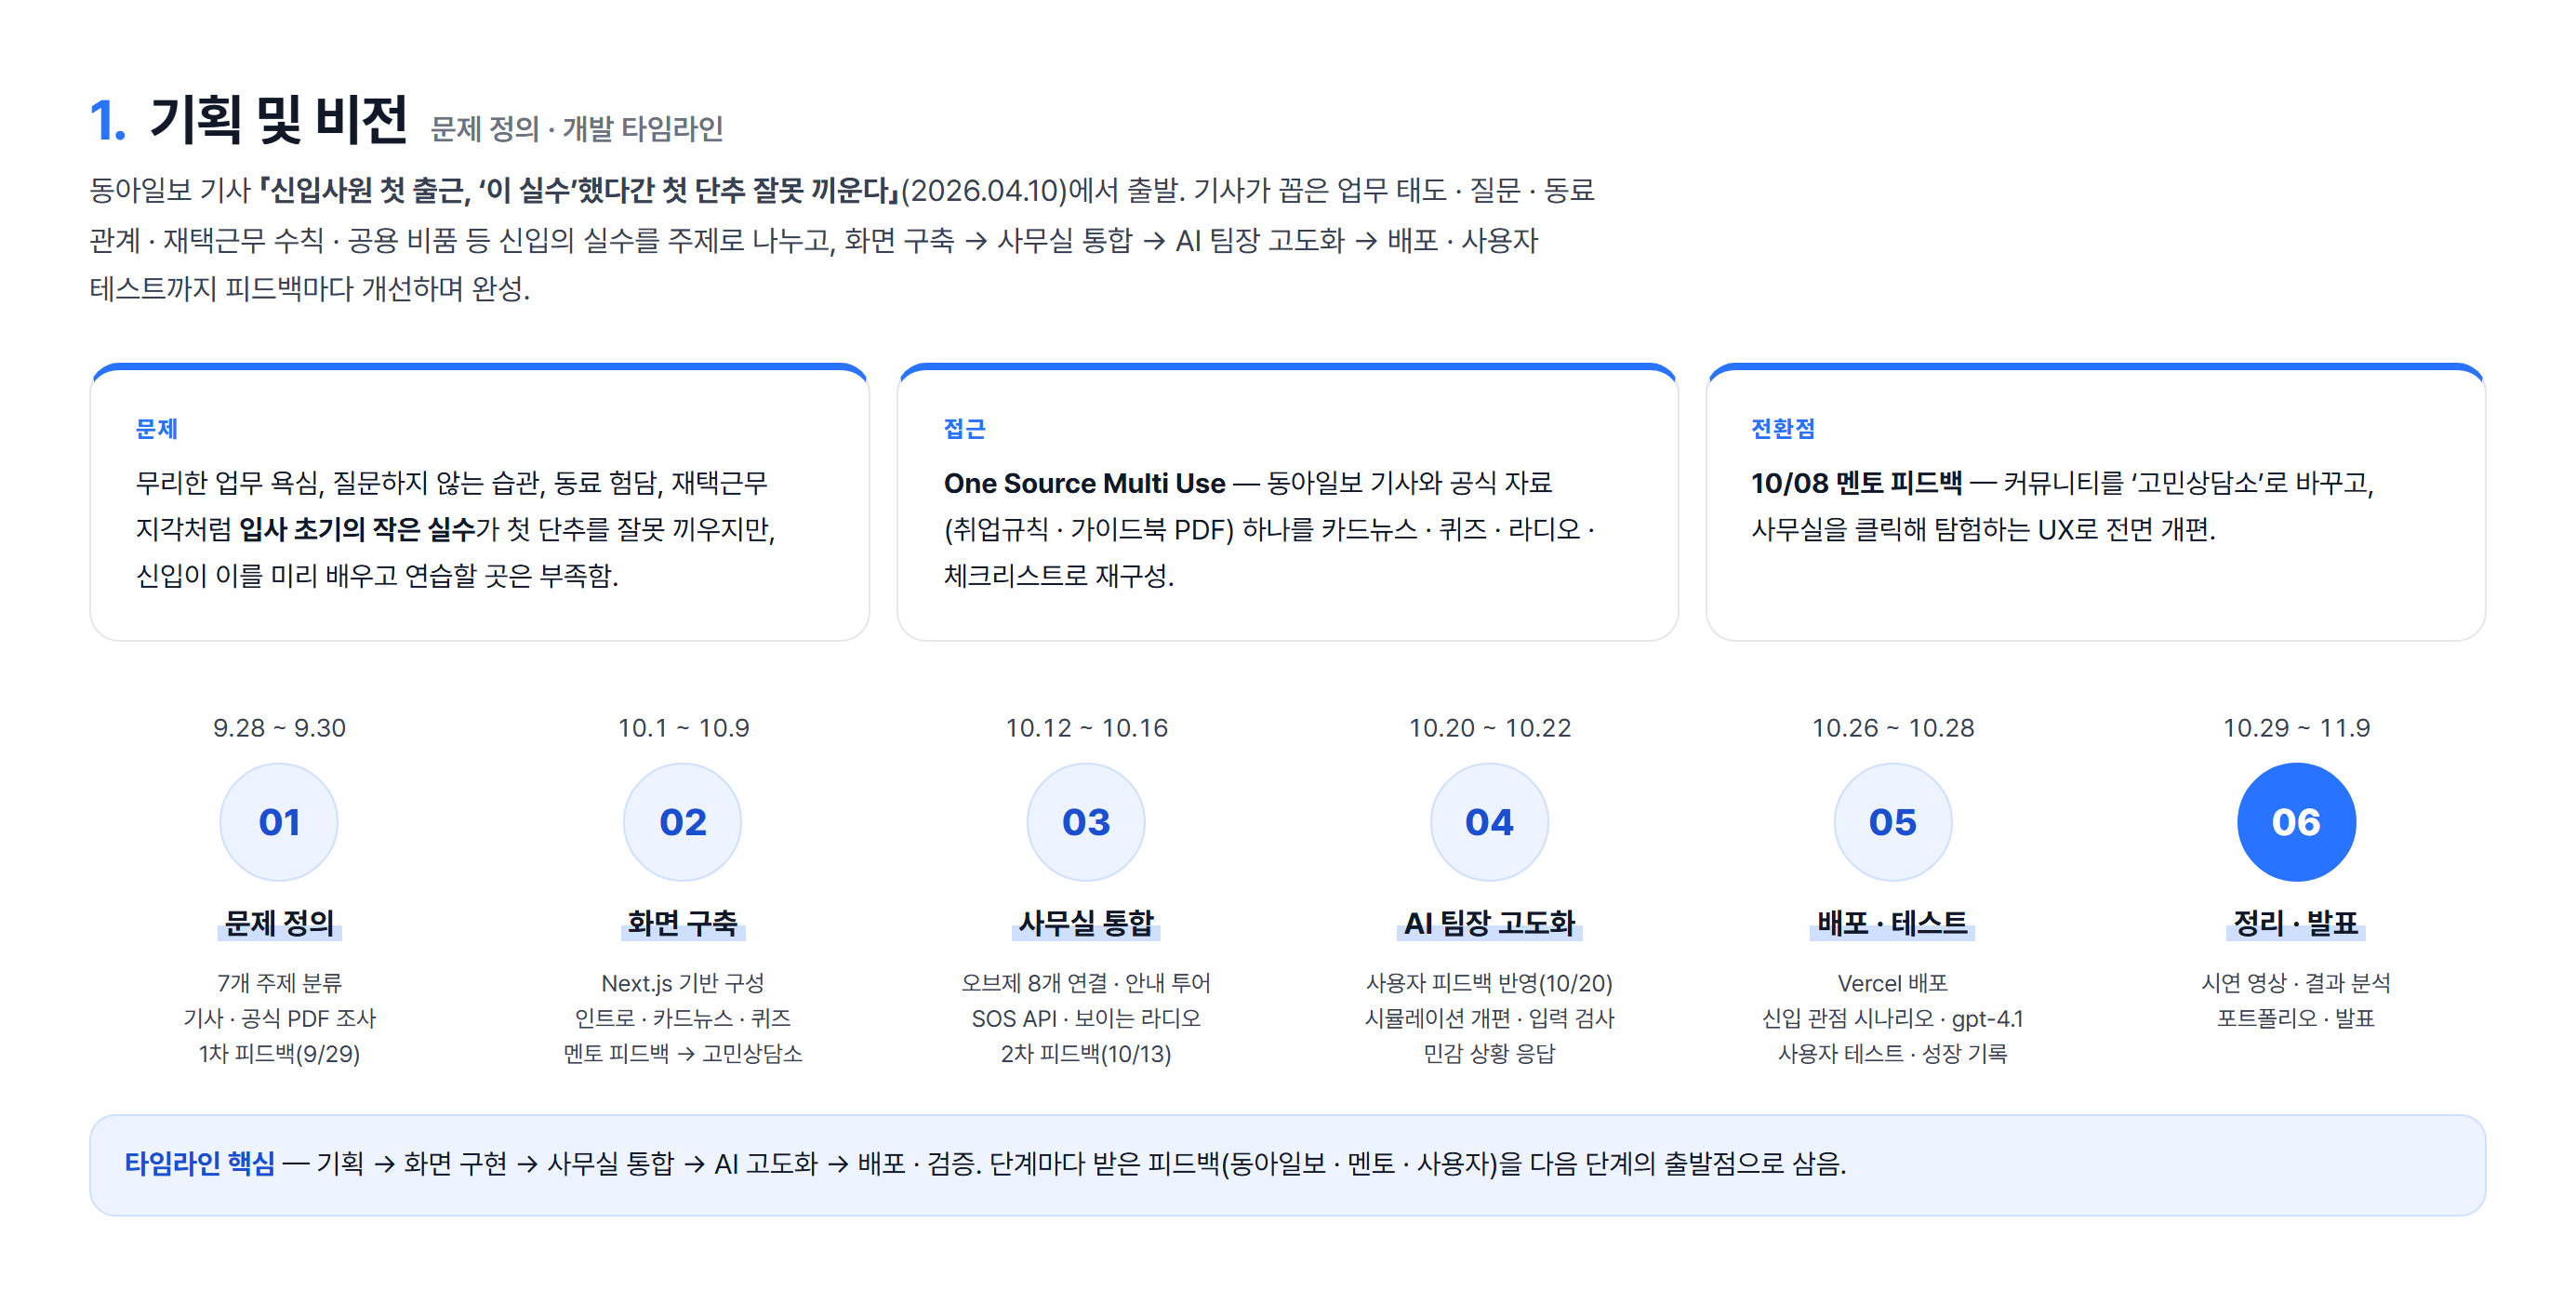 1. 기획 및 비전 문제 정의 · 개발 타임라인
동아일보 기사 『신입사원 첫 출근, ‘이 실수’했다간 첫 단추 잘못 끼운다』(2026.04.10)에서 출발. 기사가 꼽은 업무 태도 · 질문 · 동료
관계 · 재택근무 수칙 · 공용 비품 등 신입의 실수를 주제로 나누고, 화면 구축 → 사무실 통합 → AI 팀장 고도화 → 배포 · 사용자
테스트까지 피드백마다 개선하며 완성.
문제
무리한 업무 욕심, 질문하지 않는 습관, 동료 험담, 재택근무
지각처럼 입사 초기의 작은 실수가 첫 단추를 잘못 끼우지만,
신입이 이를 미리 배우고 연습할 곳은 부족함.
접근
One Source Multi Use — 동아일보 기사와 공식 자료
(취업규칙 · 가이드북 PDF) 하나를 카드뉴스 · 퀴즈 · 라디오 ·
체크리스트로 재구성.
전환점
10/08 멘토 피드백 — 커뮤니티를 ‘고민상담소’로 바꾸고,
사무실을 클릭해 탐험하는 UX로 전면 개편.
9.28 ~ 9.30
01
문제 정의
7개 주제 분류
기사 · 공식 PDF 조사
1차 피드백(9/29)
10.1 ~ 10.9
02
화면 구축
Next.js 기반 구성
인트로 · 카드뉴스 · 퀴즈
멘토 피드백 → 고민상담소
10.12 ~ 10.16
03
사무실 통합
오브제 8개 연결 · 안내 투어
SOS API · 보이는 라디오
2차 피드백(10/13)
10.20 ~ 10.22
04
AI 팀장 고도화
사용자 피드백 반영(10/20)
시뮬레이션 개편 · 입력 검사
민감 상황 응답
10.26 ~ 10.28
05
배포 · 테스트
Vercel 배포
신입 관점 시나리오 · gpt-4.1
사용자 테스트 · 성장 기록
10.29 ~ 11.9
06
정리 · 발표
시연 영상 · 결과 분석
포트폴리오 · 발표
타임라인 핵심 — 기획 → 화면 구현 → 사무실 통합 → AI 고도화 → 배포 · 검증. 단계마다 받은 피드백(동아일보 · 멘토 · 사용자)을 다음 단계의 출발점으로 삼음.